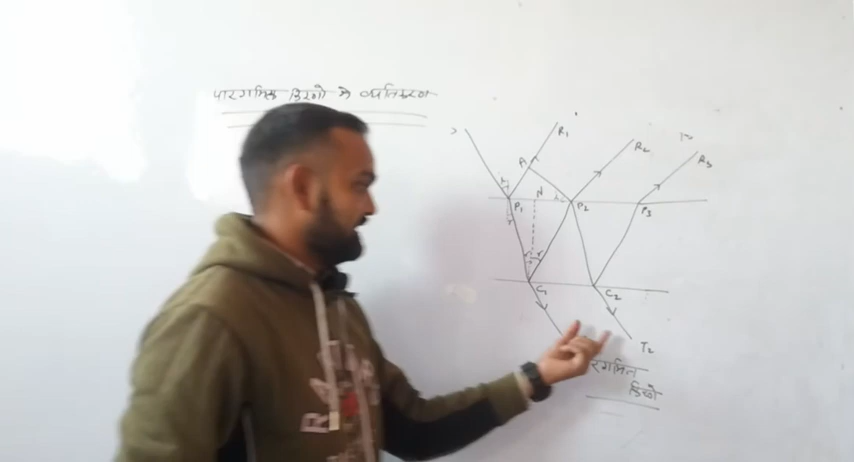 पारगमित किरणों के व्यतिकरण
R₁
R₂
R₃
A
N
P₁
P₂
P₃
r r
C₁
C₂
T₂
रगमित
किरणे